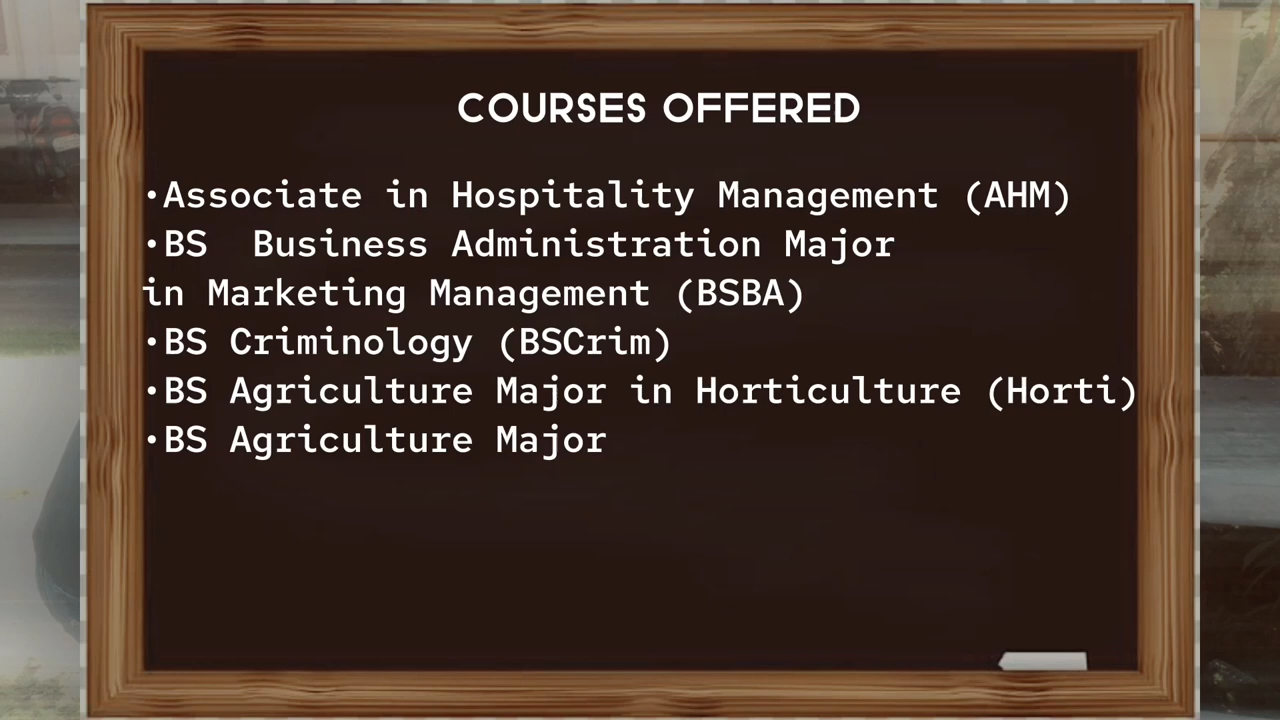 COURSES OFFERED
•Associate in Hospitality Management (AHM)
•BS  Business Administration Major
in Marketing Management (BSBA)
•BS Criminology (BSCrim)
•BS Agriculture Major in Horticulture (Horti)
•BS Agriculture Major